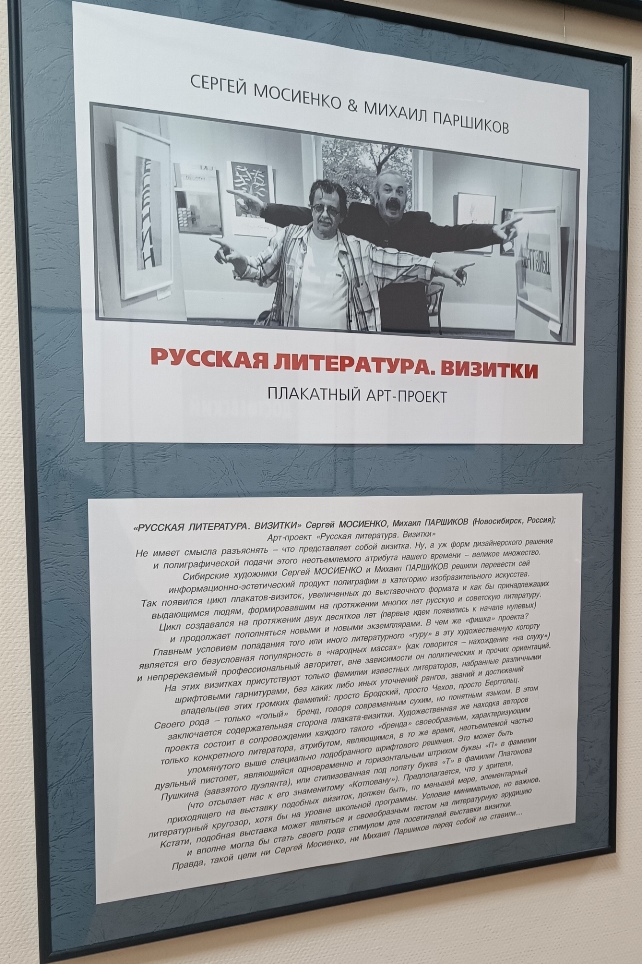 СЕРГЕЙ МОСИЕНКО & МИХАИЛ ПАРШИКОВ
РУССКАЯ ЛИТЕРАТУРА. ВИЗИТКИ
ПЛАКАТНЫЙ АРТ-ПРОЕКТ
«РУССКАЯ ЛИТЕРАТУРА. ВИЗИТКИ» Сергей МОСИЕНКО, Михаил ПАРШИКОВ (Новосибирск, Россия);
Арт-проект «Русская литература. Визитки»
Не имеет смысла разъяснять – что представляет собой визитка. Ну, а уж форм дизайнерского решения
и полиграфической подачи этого неотъемлемого атрибута нашего времени – великое множество.
Сибирские художники Сергей МОСИЕНКО и Михаил ПАРШИКОВ решили перевести сей
информационно-эстетический продукт полиграфии в категорию изобразительного искусства.
Так появился цикл плакатов-визиток, увеличенных до выставочного формата и как бы принадлежащих
выдающимся людям, формировавшим на протяжении многих лет русскую и советскую литературу.
Цикл создавался на протяжении двух десятков лет (первые идеи появились к начале нулевых)
и продолжает пополняться новыми и новыми экземплярами. В чем же «фишка» проекта?
Главным условием попадания того или иного литературного «гуру» в эту художественную когорту
является его безусловная популярность в «народных массах» (как говорится – нахождение «на слуху»)
и непререкаемый профессиональный авторитет, вне зависимости он политических и прочих ориентаций.
На этих визитках присутствуют только фамилии известных литераторов, набранные различными
шрифтовыми гарнитурами, без каких либо иных уточнений рангов, званий и достижений
владельцев этих громких фамилий: просто Бродский, просто Чехов, просто Бергольц.
Своего рода – только «голый» бренд, говоря современным сухим, но понятным языком. В этом
заключается содержательная сторона плаката-визитки. Художественная же находка авторов
проекта состоит в сопровождении каждого такого «бренда» своеобразным, характеризующим
только конкретного литератора, атрибутом, являющимся, в то же время, неотъемлемой частью
упомянутого выше специально подобранного шрифтового решения. Это может быть
дуэльный пистолет, являющийся одновременно и горизонтальным штрихом буквы «П» в фамилии
Пушкина (завзятого дуэлянта), или стилизованная под лопату буква «Т» в фамилии Платонова
(что отсылает нас к его знаменитому «Котловану»). Предполагается, что у зрителя,
приходящего на выставку подобных визиток, должен быть, по меньшей мере, элементарный
литературный кругозор, хотя бы на уровне школьной программы. Условие минимальное, но важное.
Кстати, подобная выставка может являться и своеобразным тестом на литературную эрудицию
и вполне могла бы стать своего рода стимулом для посетителей выставки визитки.
Правда, такой цели ни Сергей Мосиенко, ни Михаил Паршиков перед собой не ставили...